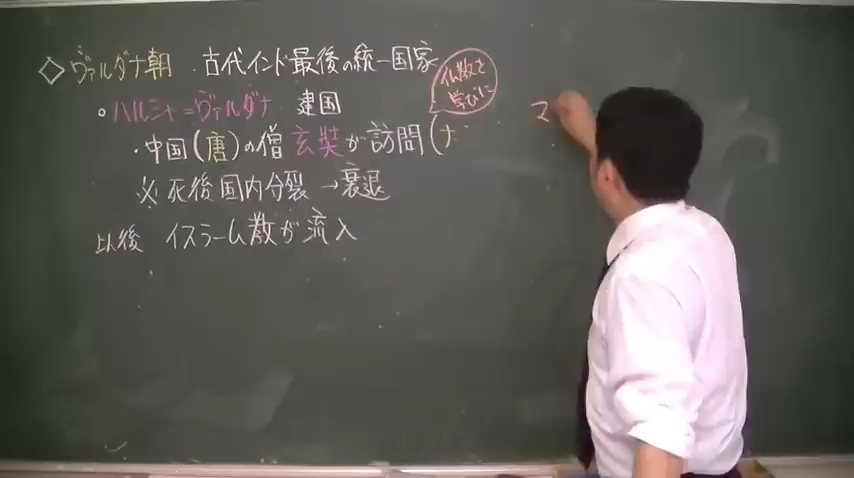 ◇ヴァルダナ朝 . 古代インド最後の統一国家
。ハルシャ=ヴァルダナ 建国
仏教を
学びに
・中国(唐)の僧 玄奘が訪問(ナ
※ 死後国内分裂 →衰退
以後 イスラーム教が流入
マ